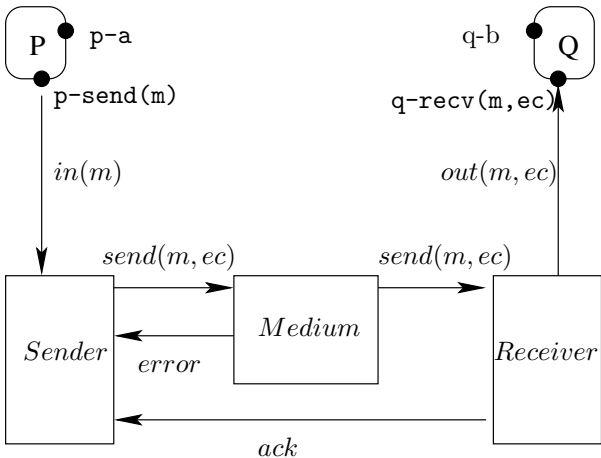 P
p-a
q-b
Q
p-send(m)
q-recv(m,ec)
in(m)
out(m, ec)
send(m, ec)
send(m, ec)
Sender
Medium
Receiver
error
ack